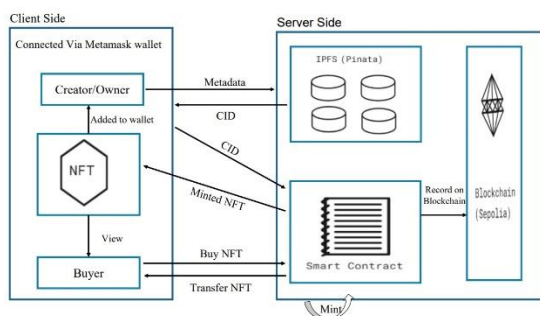 Client Side
Server Side
Connected Via Metamask wallet
IPFS (Pinata)
Creator/Owner
Metadata
CID
Added to wallet
CID
NFT
Minted NFT
Record on
Blockchain
Blockchain
(Sepolia)
View
Smart Contract
Buy NFT
Buyer
Transfer NFT
Mint